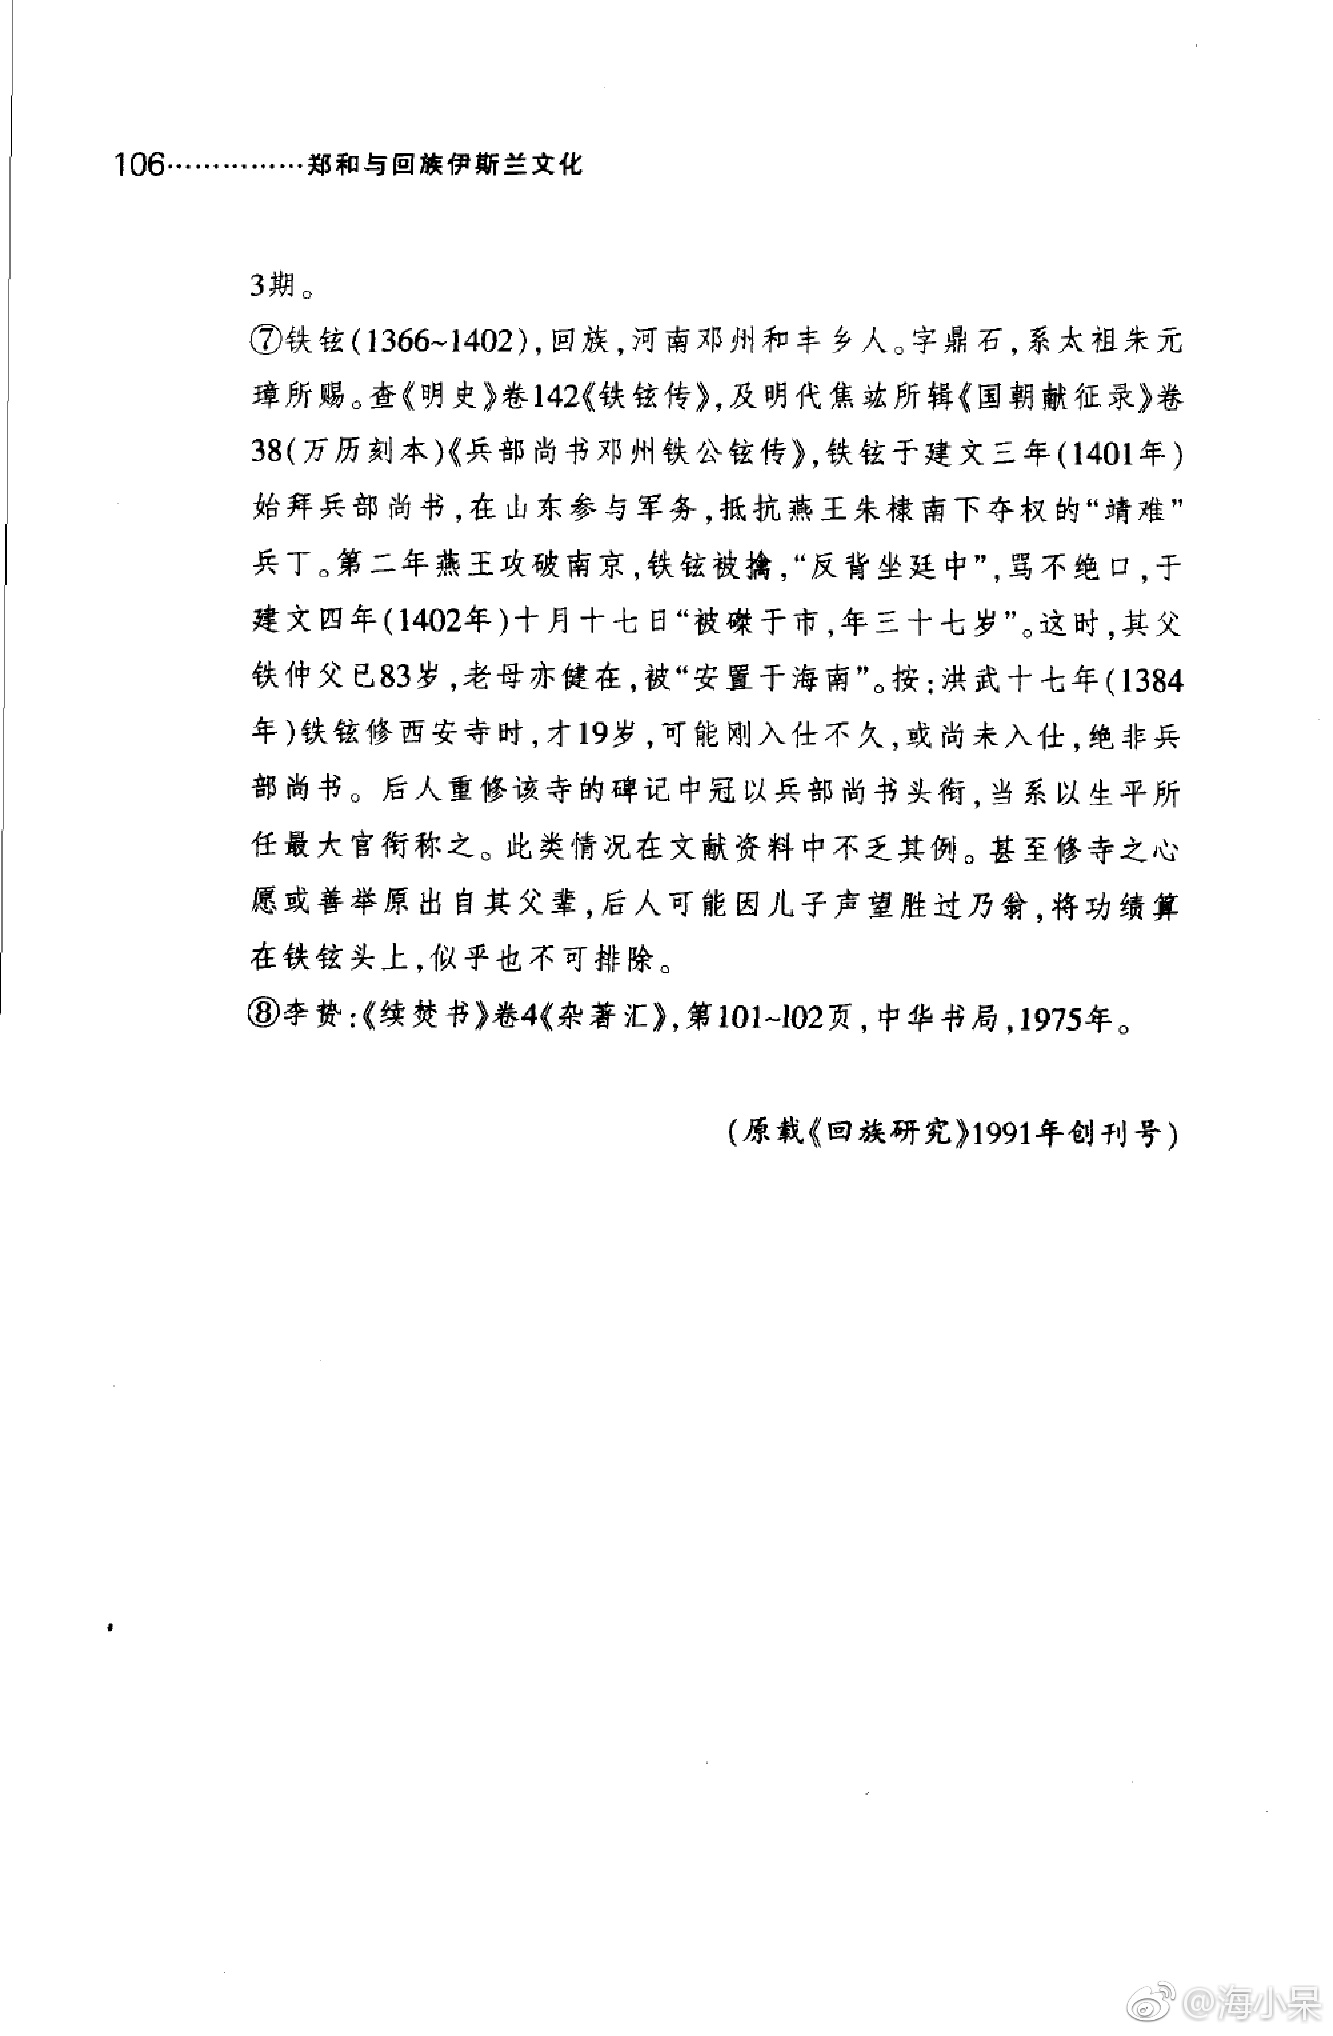 106……………郑和与回族伊斯兰文化
3期。
⑦铁铉(1366~1402),回族,河南邓州和丰乡人。字鼎石,系太祖朱元
璋所赐。查《明史》卷142《铁铉传》,及明代焦竑所辑《国朝献征录》卷
38(万历刻本)《兵部尚书邓州铁公铉传》,铁铉于建文三年(1401年)
始拜兵部尚书,在山东参与军务,抵抗燕王朱棣南下夺权的“靖难”
兵丁。第二年燕王攻破南京,铁铉被擒,“反背坐廷中”,骂不绝口,于
建文四年(1402年)十月十七日“被磔于市,年三十七岁”。这时,其父
铁仲父已83岁,老母亦健在,被“安置于海南”。按:洪武十七年(1384
年)铁铉修西安寺时,才19岁,可能刚入仕不久,或尚未入仕,绝非兵
部尚书。后人重修该寺的碑记中冠以兵部尚书头衔,当系以生平所
任最大官衔称之。此类情况在文献资料中不乏其例。甚至修寺之心
愿或善举原出自其父辈,后人可能因儿子声望胜过乃翁,将功绩算
在铁铉头上,似乎也不可排除。
⑧李贽:《续焚书》卷4《杂著汇》,第101~102页,中华书局,1975年。
(原载《回族研究》1991年创刊号)
@海小呆